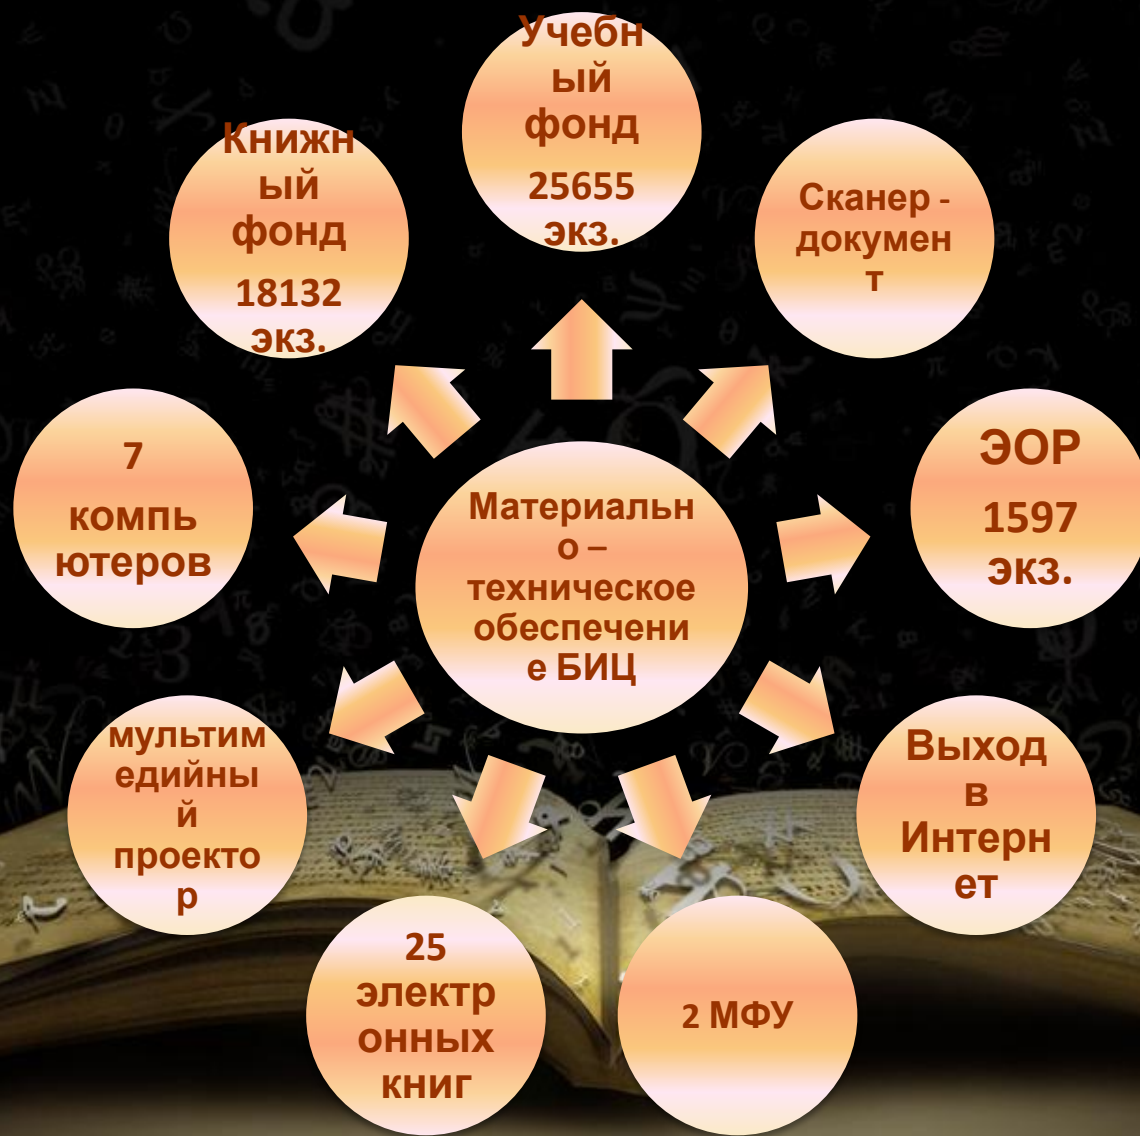 Учебн
ый
фонд
25655
экз.
Книжн
ый
фонд
18132
экз.
Сканер -
докумен
т
7
компь
ютеров
ЭОР
1597
экз.
Материальн
о –
техническое
обеспечени
е БИЦ
мультим
едийны
й
проекто
р
Выход
в
Интерн
ет
25
электр
онных
книг
2 МФУ